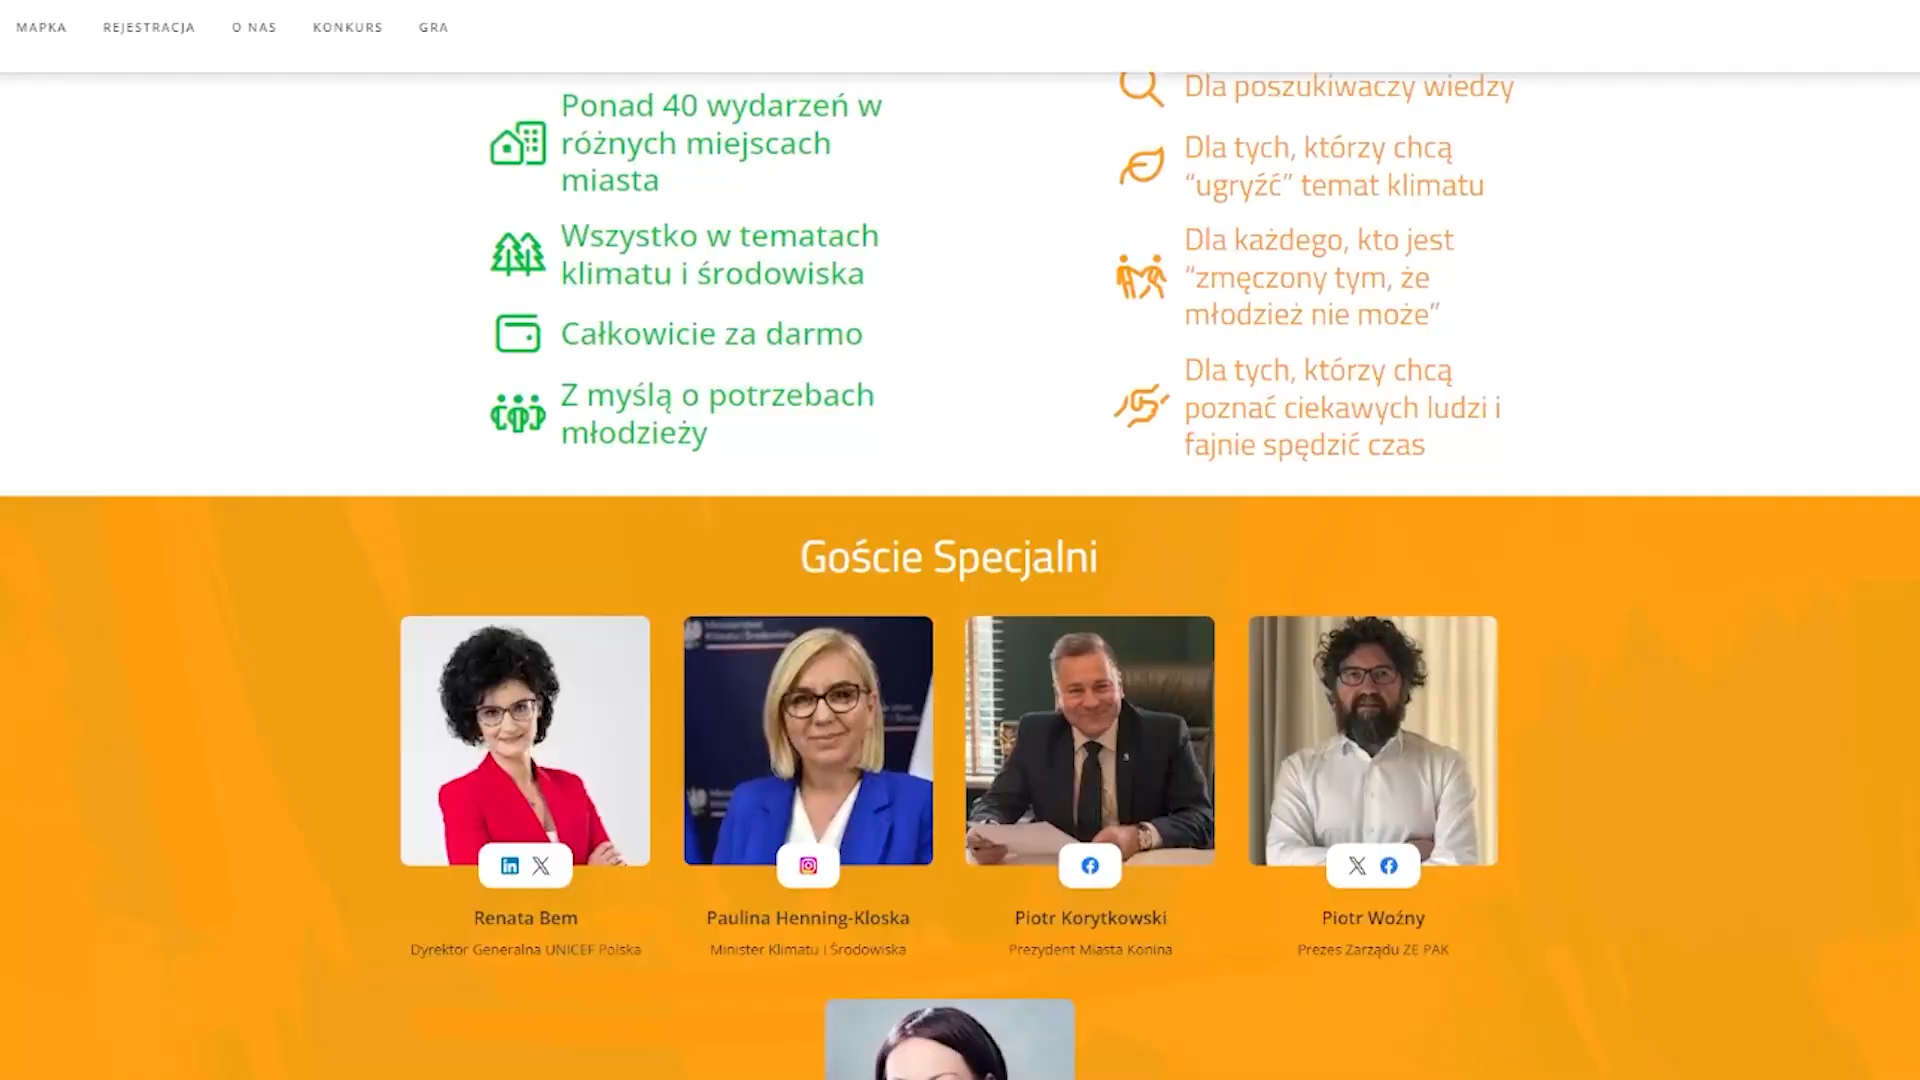 MAPKA
REJESTRACJA
O NAS
KONKURS
GRA
Ponad 40 wydarzeń w
różnych miejscach
miasta
Wszystko w tematach
klimatu i środowiska
Całkowicie za darmo
Z myślą o potrzebach
młodzieży
Dla poszukiwaczy wiedzy
Dla tych, którzy chcą
“ugryźć” temat klimatu
Dla każdego, kto jest
“zmęczony tym, że
młodzież nie może”
Dla tych, którzy chcą
poznać ciekawych ludzi i
fajnie spędzić czas
Goście Specjalni
Ministerstwo
Klimatu i Środowiska
Renata Bem
Dyrektor Generalna UNICEF Polska
Paulina Henning-Kloska
Minister Klimatu i Środowiska
Piotr Korytkowski
Prezydent Miasta Konina
Piotr Woźny
Prezes Zarządu ZE PAK